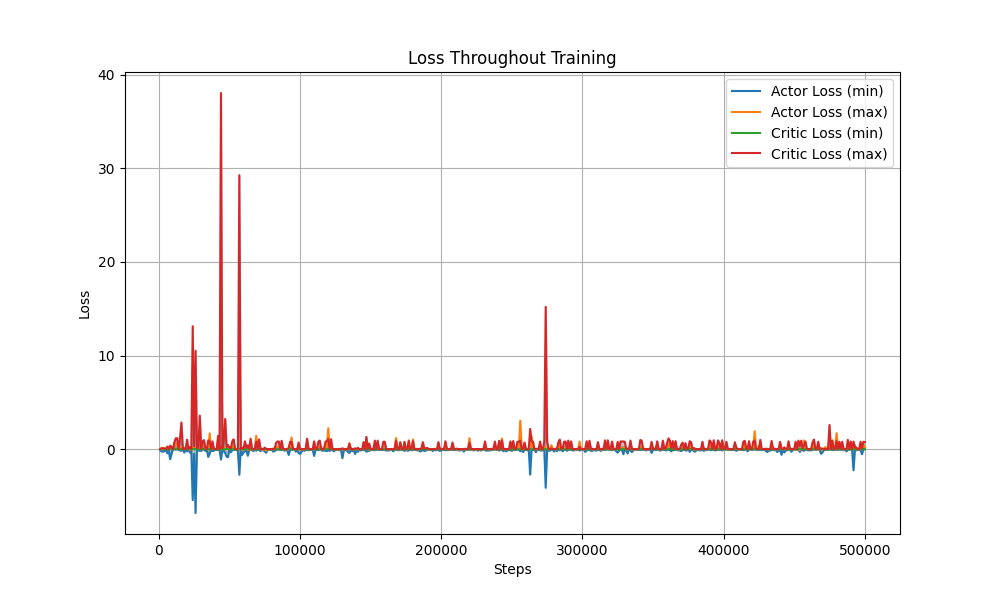 Loss Throughout Training
Actor Loss (min)
Actor Loss (max)
Critic Loss (min)
Critic Loss (max)
Loss
40
30
20
10
0
0 100000 200000 300000 400000 500000
Steps